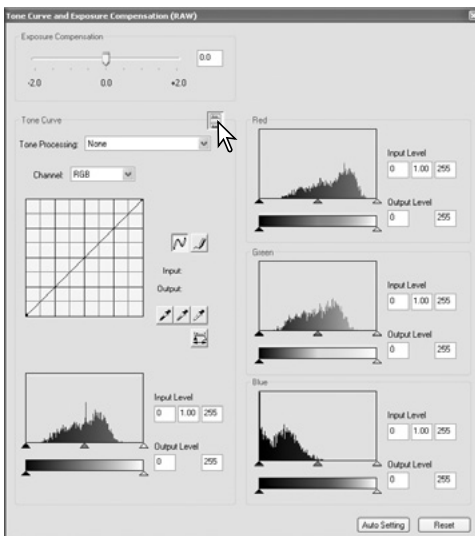 Tone Curve and Exposure Compensation (RAW)
Exposure Compensation
0.0
-2.0 0.0 +2.0
Tone Curve
Tone Processing: None
Channel: RGB
Input:
Output:
Input Level
0 1.00 255
Output Level
0 255
Red
Input Level
0 1.00 255
Output Level
0 255
Green
Input Level
0 1.00 255
Output Level
0 255
Blue
Input Level
0 1.00 255
Output Level
0 255
Auto Setting Reset